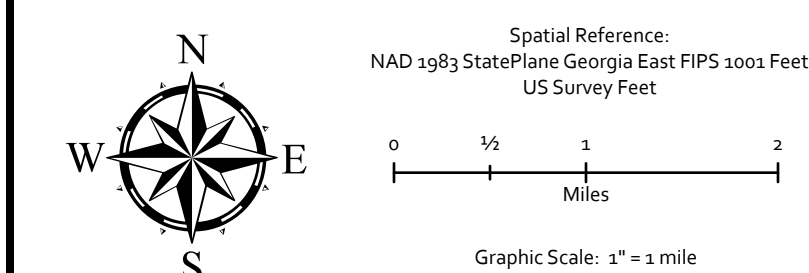 N
W
E
S
Spatial Reference:
NAD 1983 StatePlane Georgia East FIPS 1001 Feet
US Survey Feet
0 ½ 1 2
Miles
Graphic Scale: 1" = 1 mile